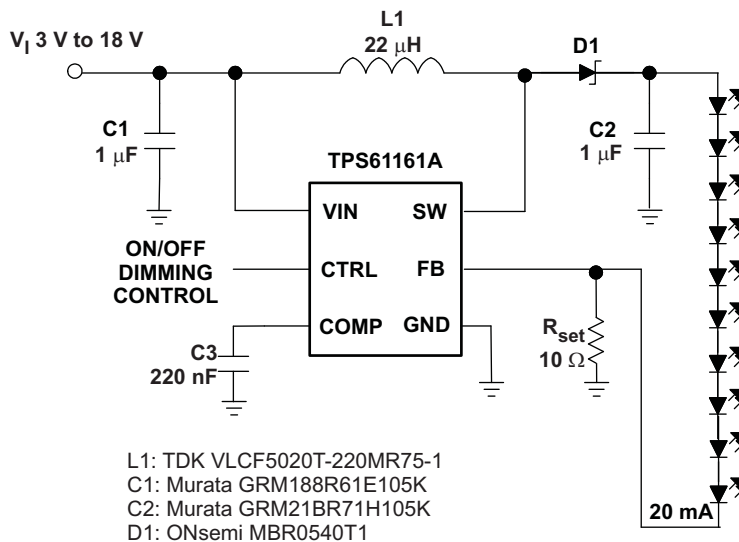 L1
22 μH
V_I 3 V to 18 V
D1
C1
1 μF
C2
1 μF
TPS61161A
VIN SW
ON/OFF
DIMMING
CONTROL
CTRL FB
COMP GND
R_set
10 Ω
C3
220 nF
L1: TDK VLCF5020T-220MR75-1
C1: Murata GRM188R61E105K
C2: Murata GRM21BR71H105K
D1: ONsemi MBR0540T1
20 mA